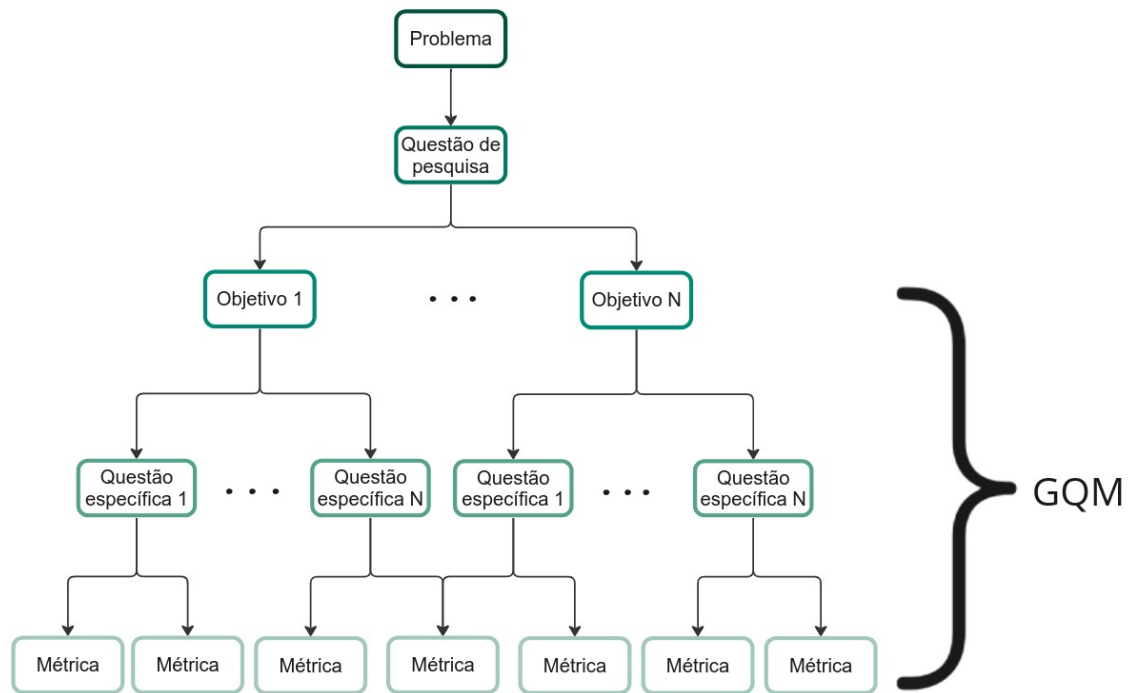 Problema
Questão de
pesquisa
Objetivo 1
• • •
Objetivo N
Questão
específica 1
• • •
Questão
específica N
Questão
específica 1
• • •
Questão
específica N
GQM
Métrica
Métrica
Métrica
Métrica
Métrica
Métrica
Métrica